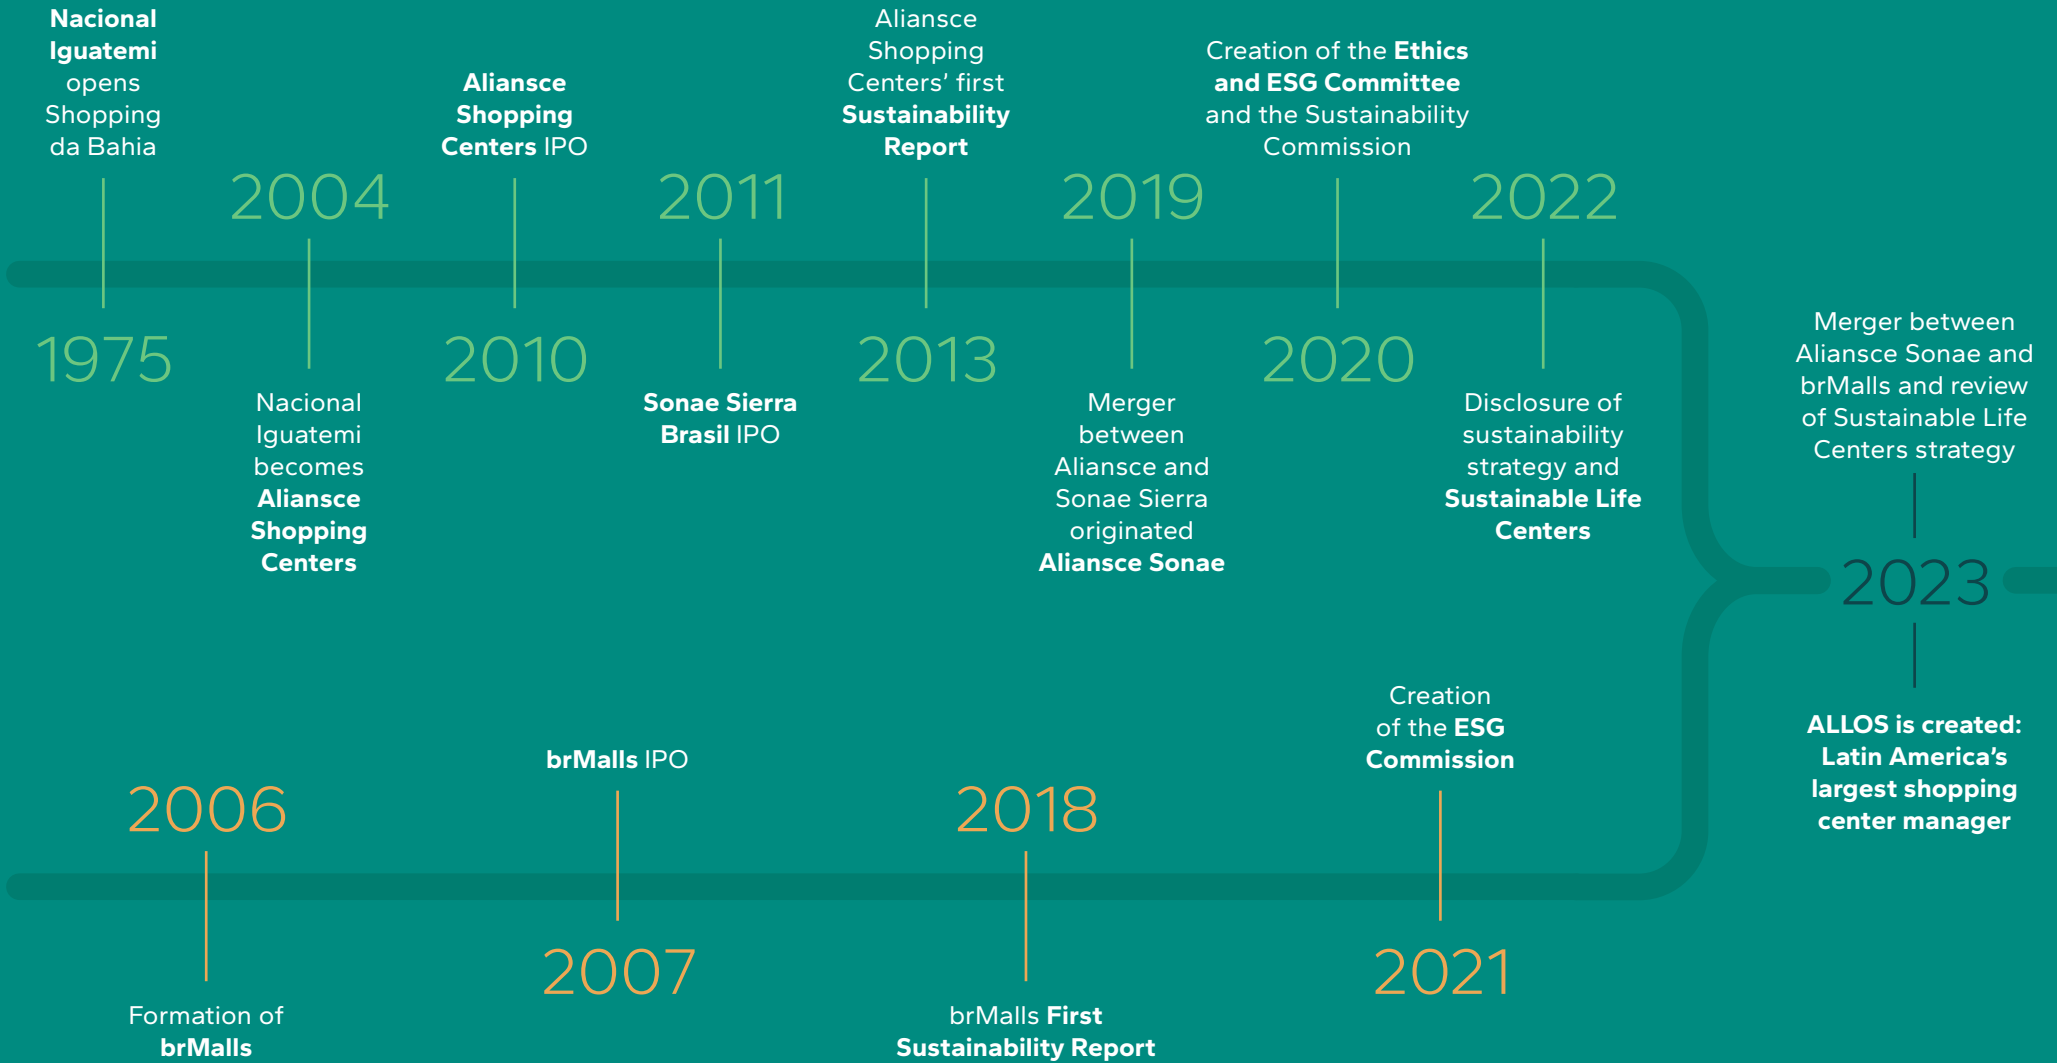 Nacional
Iguatemi
opens
Shopping
da Bahia
1975
2004
Nacional
Iguatemi
becomes
Aliansce
Shopping
Centers
Aliansce
Shopping
Centers IPO
2010
2011
Sonae Sierra
Brasil IPO
Aliansce
Shopping
Centers’ first
Sustainability
Report
2013
2019
Merger
between
Aliansce and
Sonae Sierra
originated
Aliansce Sonae
Creation of the Ethics
and ESG Committee
and the Sustainability
Commission
2020
2022
Disclosure of
sustainability
strategy and
Sustainable Life
Centers
2006
Formation of
brMalls
brMalls IPO
2007
2018
brMalls First
Sustainability Report
Creation
of the ESG
Commission
2021
Merger between
Aliansce Sonae and
brMalls and review
of Sustainable Life
Centers strategy
2023
ALLOS is created:
Latin America’s
largest shopping
center manager